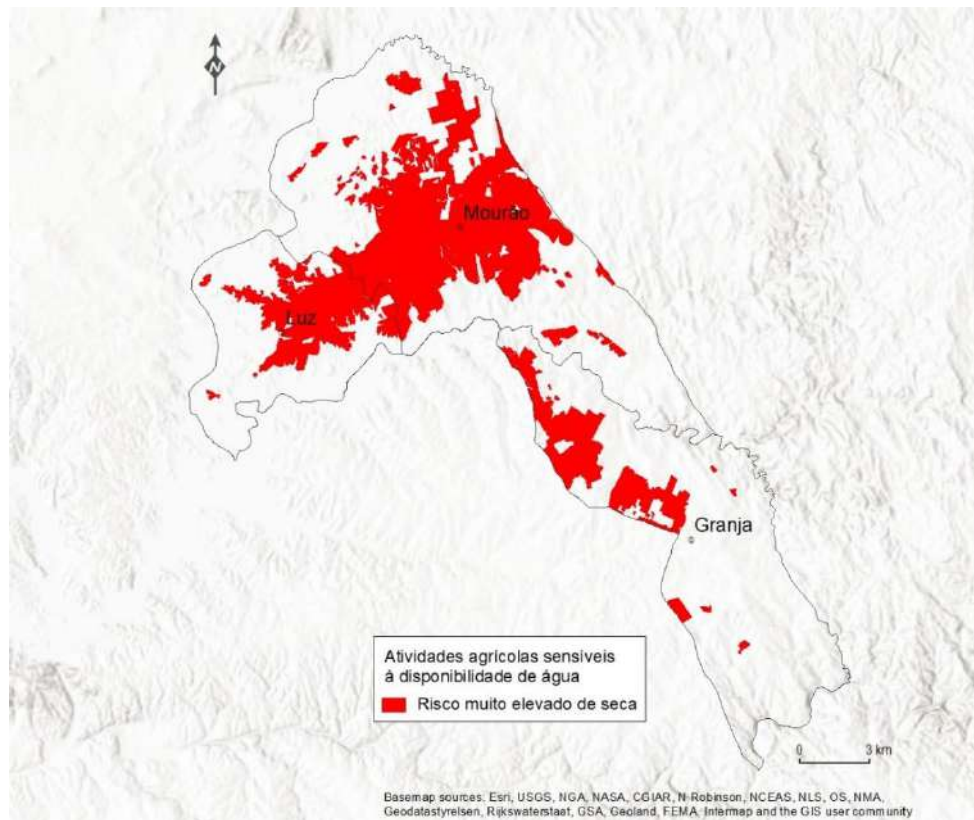 N
Mourão
Luz
Granja
Atividades agrícolas sensíveis
à disponibilidade de água
Risco muito elevado de seca
0 3 km
Basemap sources: Esri, USGS, NGA, NASA, CGIAR, N Robinson, NCEAS, NLS, OS, NMA,
Geodatastyrelsen, Rijkswaterstaat, GSA, Geoland, FEMA, Intermap and the GIS user community